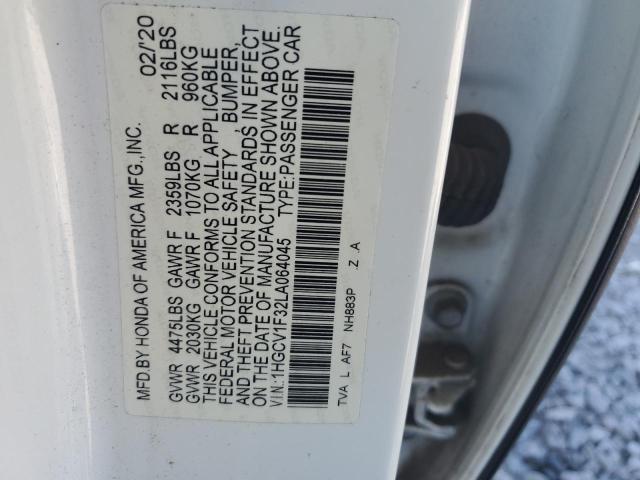 MFD.BY HONDA OF AMERICA MFG.,INC. 02/'20
GVWR 4475LBS GAWR F 2359LBS R 2116LBS
GVWR 2030KG GAWR F 1070KG R 960KG
THIS VEHICLE CONFORMS TO ALL APPLICABLE
FEDERAL MOTOR VEHICLE SAFETY , BUMPER,
AND THEFT PREVENTION STANDARDS IN EFFECT
ON THE DATE OF MANUFACTURE SHOWN ABOVE.
V.I.N.:1HGCV1F32LA064045 TYPE:PASSENGER CAR
TVA L AF7 NH883P .Z .A